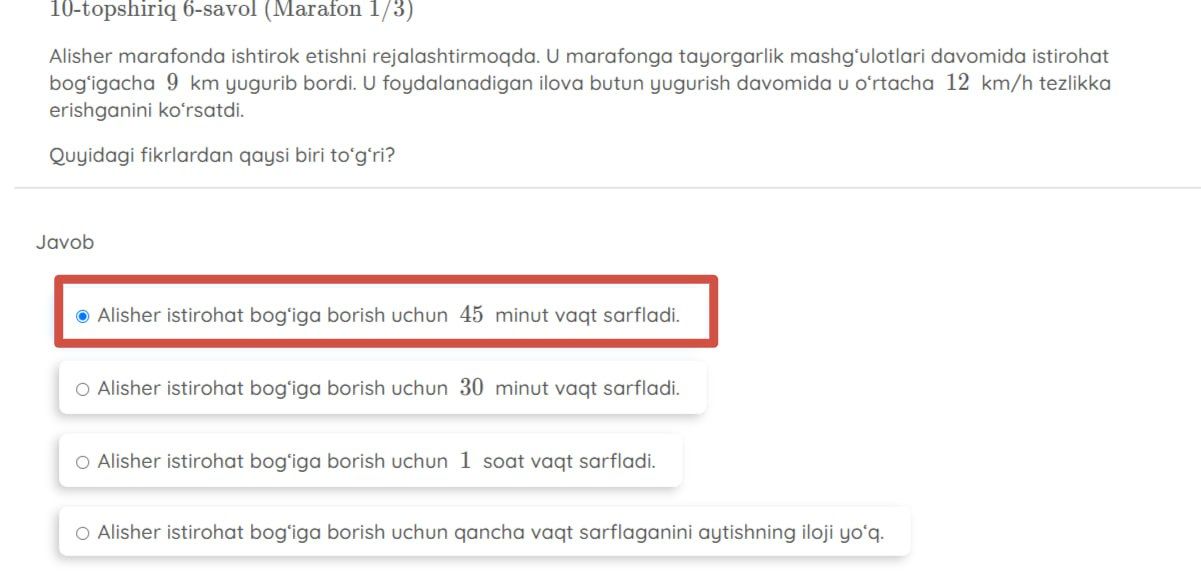 10-topshiriq 6-savol (Marafon 1/3)
Alisher marafonda ishtirok etishni rejalashtirmoqda. U marafonga tayorgarlik mashg‘ulotlari davomida istirohat
bog‘igacha 9 km yugurib bordi. U foydalanadigan ilova butun yugurish davomida u o‘rtacha 12 km/h tezlikka
erishganini ko‘rsatdi.
Quyidagi fikrlardan qaysi biri to‘g‘ri?
Javob
Alisher istirohat bog‘iga borish uchun 45 minut vaqt sarfladi.
Alisher istirohat bog‘iga borish uchun 30 minut vaqt sarfladi.
Alisher istirohat bog‘iga borish uchun 1 soat vaqt sarfladi.
Alisher istirohat bog‘iga borish uchun qancha vaqt sarflaganini aytishning iloji yo‘q.